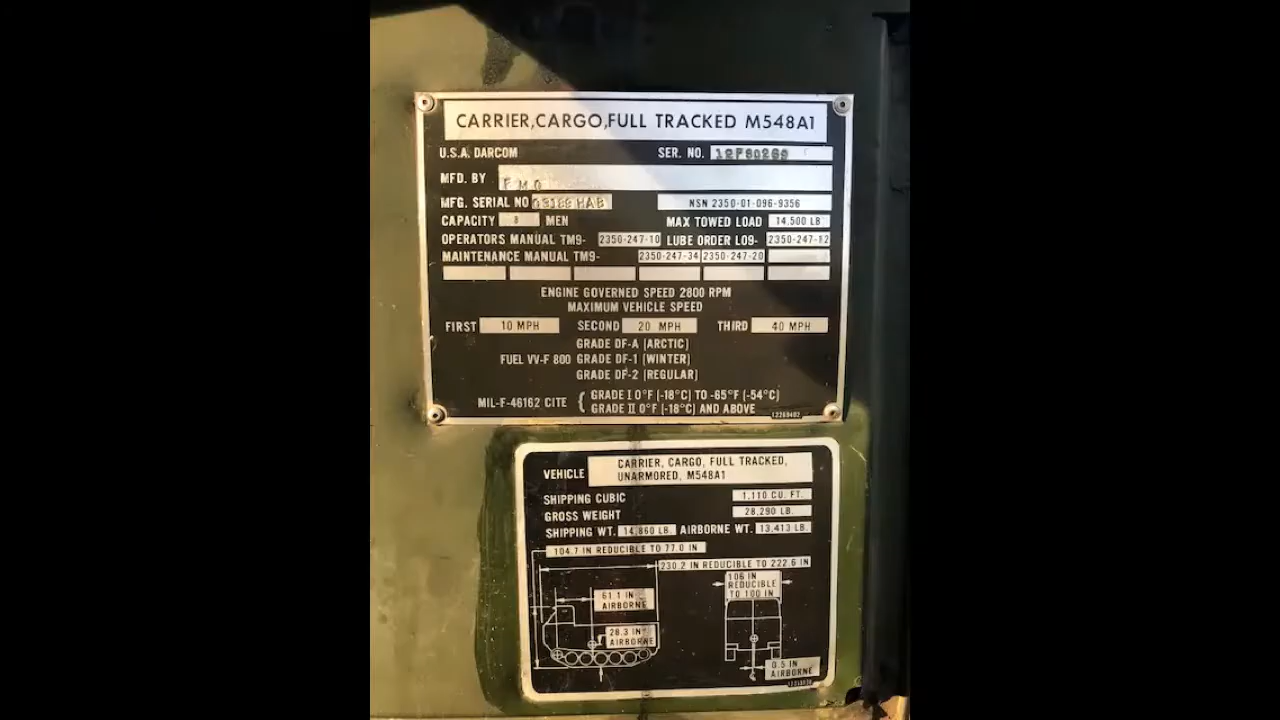 CARRIER,CARGO,FULL TRACKED M548A1
U.S.A. DARCOM SER. NO. 12F90289
MFD. BY F M O
MFG. SERIAL NO HAB NSN 2350-01-096-9356
CAPACITY MEN MAX TOWED LOAD 14,500 LB
OPERATORS MANUAL TM9- 2350-247-10 LUBE ORDER LO9- 2350-247-12
MAINTENANCE MANUAL TM9- 2350-247-34 2350-247-20
ENGINE GOVERNED SPEED 2800 RPM
MAXIMUM VEHICLE SPEED
FIRST 10 MPH SECOND 20 MPH THIRD 40 MPH
GRADE DF-A (ARCTIC)
FUEL VV-F 800 GRADE DF-1 (WINTER)
GRADE DF-2 (REGULAR)
MIL-F-46162 CITE { GRADE I 0°F (-18°C) TO -65°F (-54°C)
GRADE II 0°F (-18°C) AND ABOVE
VEHICLE CARRIER, CARGO, FULL TRACKED,
UNARMORED, M548A1
SHIPPING CUBIC 1,110 CU. FT.
GROSS WEIGHT 28,290 LB.
SHIPPING WT. 14,860 LB. AIRBORNE WT. 13,413 LB.
104.7 IN REDUCIBLE TO 77.0 IN
230.2 IN REDUCIBLE TO 222.6 IN
106 IN
REDUCIBLE
TO 100 IN
61.1 IN
AIRBORNE
28.3 IN
AIRBORNE
0.5 IN
AIRBORNE